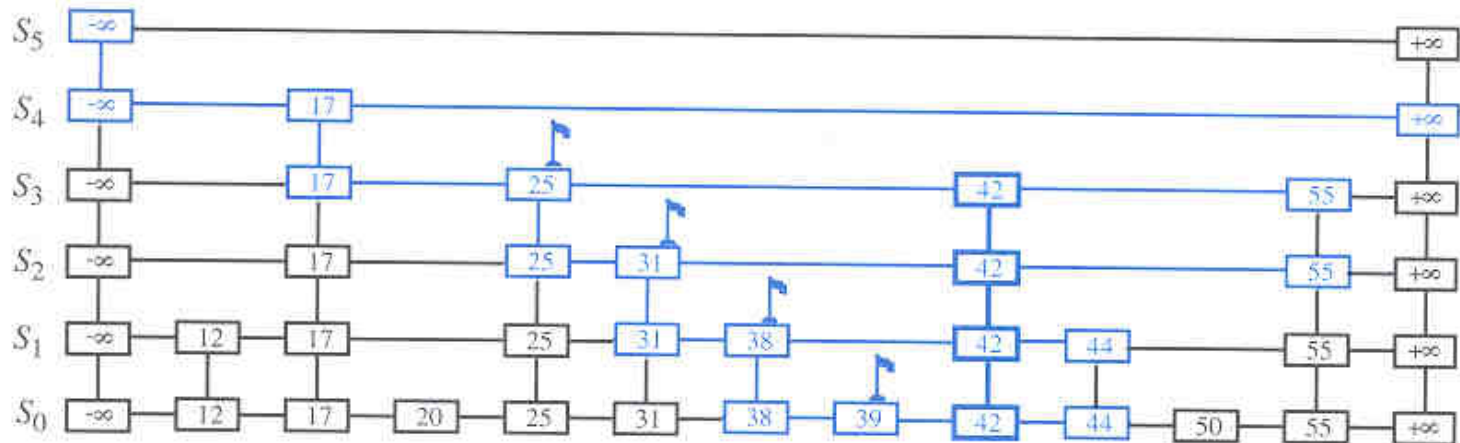 S5 -∞ +∞
S4 -∞ 17 +∞
S3 -∞ 17 25 42 55 +∞
S2 -∞ 17 25 31 42 55 +∞
S1 -∞ 12 17 25 31 38 42 44 55 +∞
S0 -∞ 12 17 20 25 31 38 39 42 44 50 55 +∞